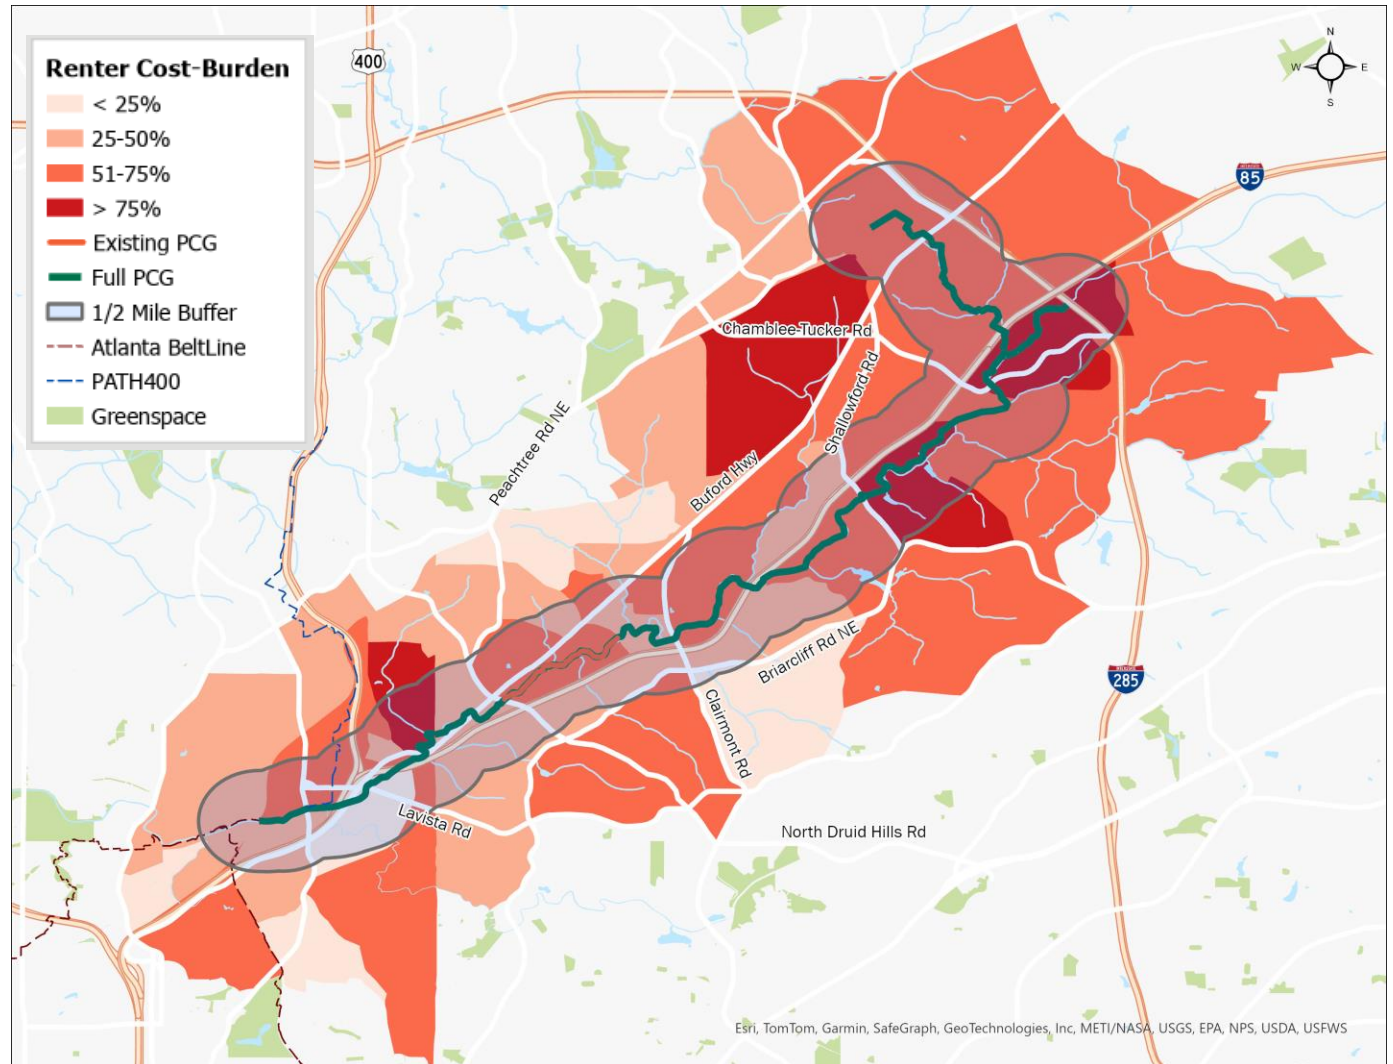 Renter Cost-Burden
< 25%
25-50%
51-75%
> 75%
Existing PCG
Full PCG
1/2 Mile Buffer
Atlanta BeltLine
PATH400
Greenspace
400
N
W E
S
85
Chamblee-Tucker Rd
Shallowford Rd
Peachtree Rd NE
Buford Hwy
Briarcliff Rd NE
285
Clairmont Rd
Lavista Rd
North Druid Hills Rd
Esri, TomTom, Garmin, SafeGraph, GeoTechnologies, Inc, METI/NASA, USGS, EPA, NPS, USDA, USFWS